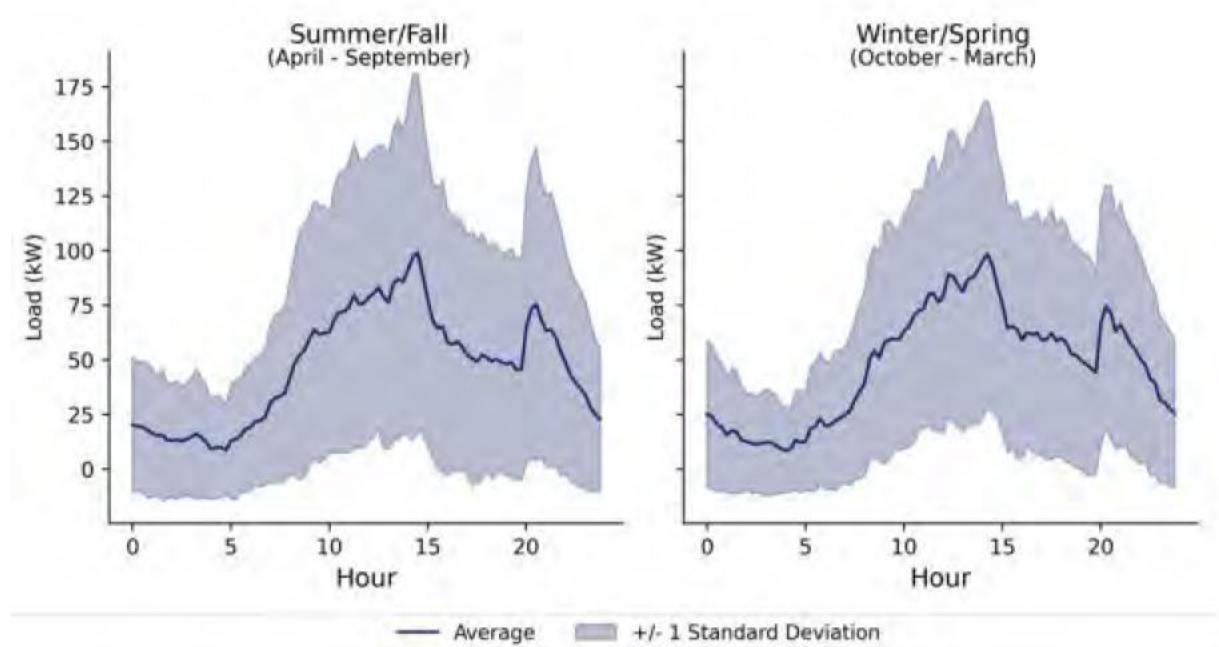 Summer/Fall
(April - September)
Winter/Spring
(October - March)
Load (kW)
175
150
125
100
75
50
25
0
0 5 10 15 20
Hour
Load (kW)
0 5 10 15 20
Hour
Average +/- 1 Standard Deviation